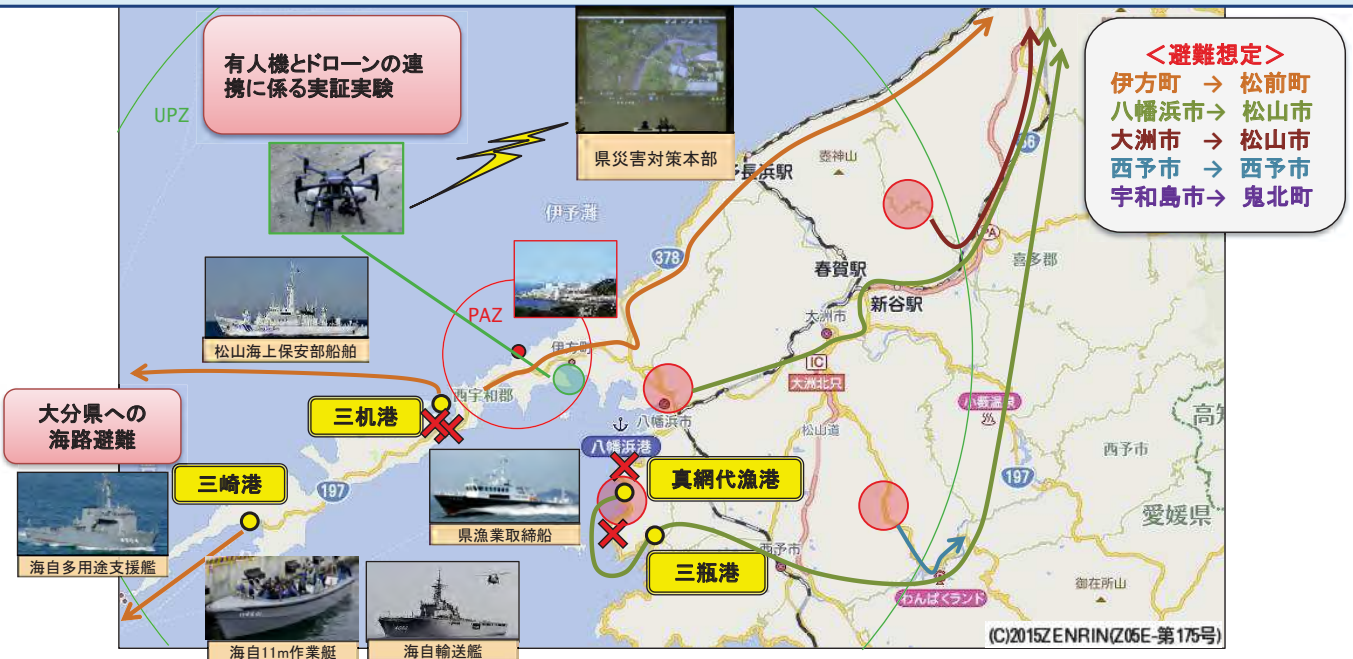 有人機とドローンの連
携に係る実証実験
UPZ
県災害対策本部
<避難想定>
伊方町 → 松前町
八幡浜市→ 松山市
大洲市 → 松山市
西予市 → 西予市
宇和島市→ 鬼北町
壺神山
長浜駅
伊予灘
378
PA
喜多郡
春賀駅
新谷駅
大洲市
松山海上保安部船舶
PAZ
伊方町
西宇和郡
IC
大洲北只
大分県への
海路避難
三机港
八幡浜市
八幡浜港
松山道
小薮温泉
高知
西予市
三崎港
197
真網代漁港
197
県漁業取締船
愛媛県
海自多用途支援艦
三瓶港
西予市
わんぱくランド
御在所山
海自11m作業艇
海自輸送艦
(C)2015ZENRIN(Z05E-第175号)